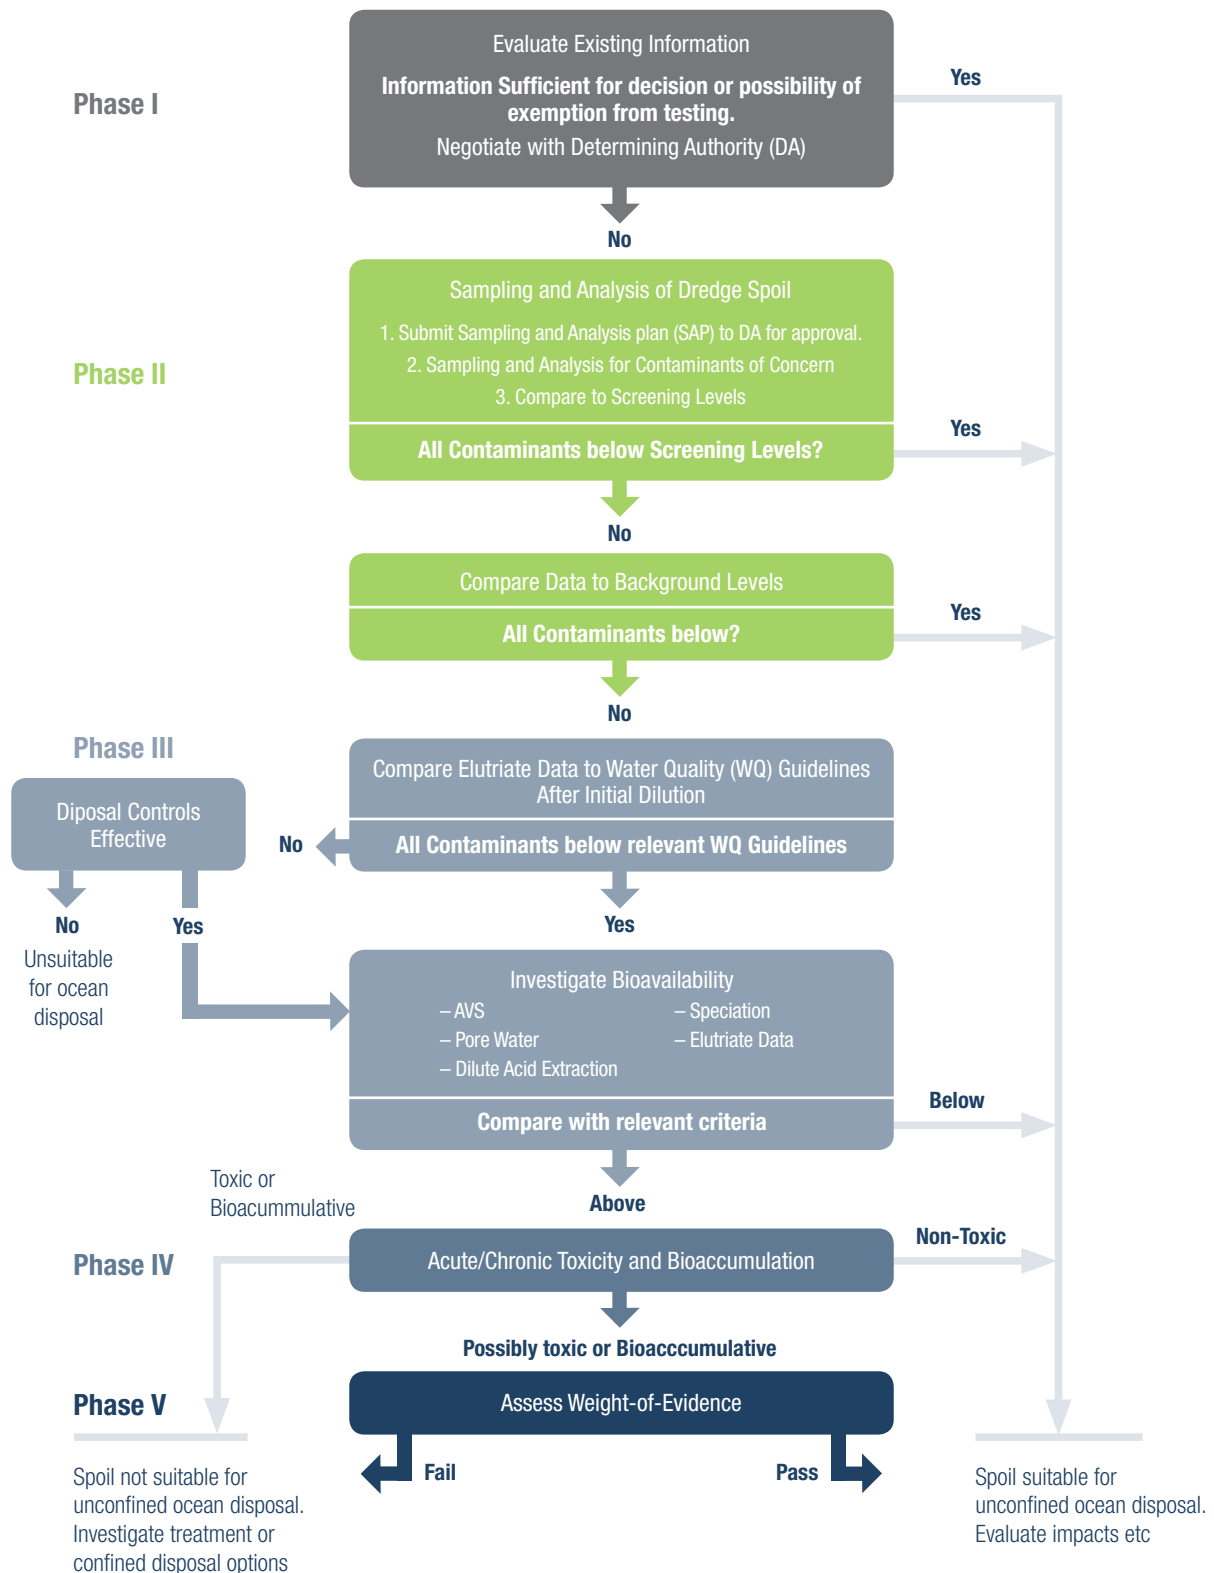 Evaluate Existing Information
Information Sufficient for decision or possibility of
exemption from testing.
Negotiate with Determining Authority (DA)
Yes
Phase I
No
Sampling and Analysis of Dredge Spoil
1. Submit Sampling and Analysis plan (SAP) to DA for approval.
2. Sampling and Analysis for Contaminants of Concern
3. Compare to Screening Levels
Phase II
All Contaminants below Screening Levels?
Yes
No
Compare Data to Background Levels
All Contaminants below?
Yes
No
Phase III
Compare Elutriate Data to Water Quality (WQ) Guidelines
After Initial Dilution
All Contaminants below relevant WQ Guidelines
No
Diposal Controls
Effective
No
Yes
Unsuitable
for ocean
disposal
Yes
Investigate Bioavailability
– AVS
– Speciation
– Pore Water
– Elutriate Data
– Dilute Acid Extraction
Compare with relevant criteria
Below
Above
Toxic or
Bioacummulative
Phase IV
Acute/Chronic Toxicity and Bioaccumulation
Non-Toxic
Possibly toxic or Bioacccumulative
Phase V
Assess Weight-of-Evidence
Fail
Pass
Spoil not suitable for
unconfined ocean disposal.
Investigate treatment or
confined disposal options
Spoil suitable for
unconfined ocean disposal.
Evaluate impacts etc